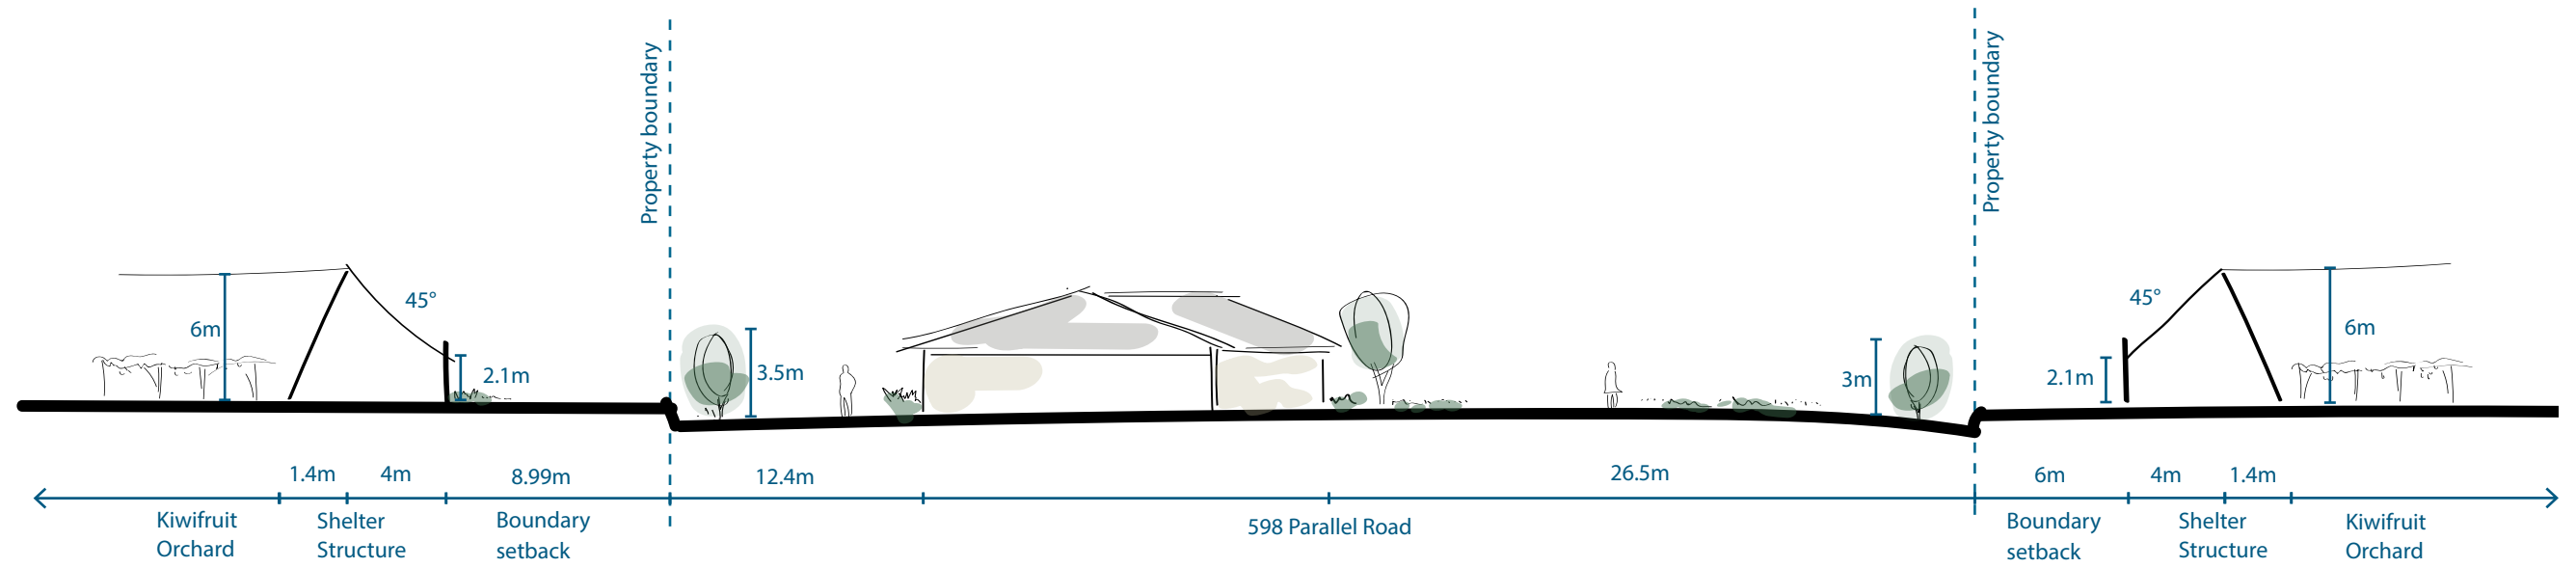 Property boundary
Property boundary
45°
6m
2.1m
3.5m
3m
45°
2.1m
6m
1.4m
4m
8.99m
12.4m
26.5m
6m
4m
1.4m
Kiwifruit
Orchard
Shelter
Structure
Boundary
setback
598 Parallel Road
Boundary
setback
Shelter
Structure
Kiwifruit
Orchard